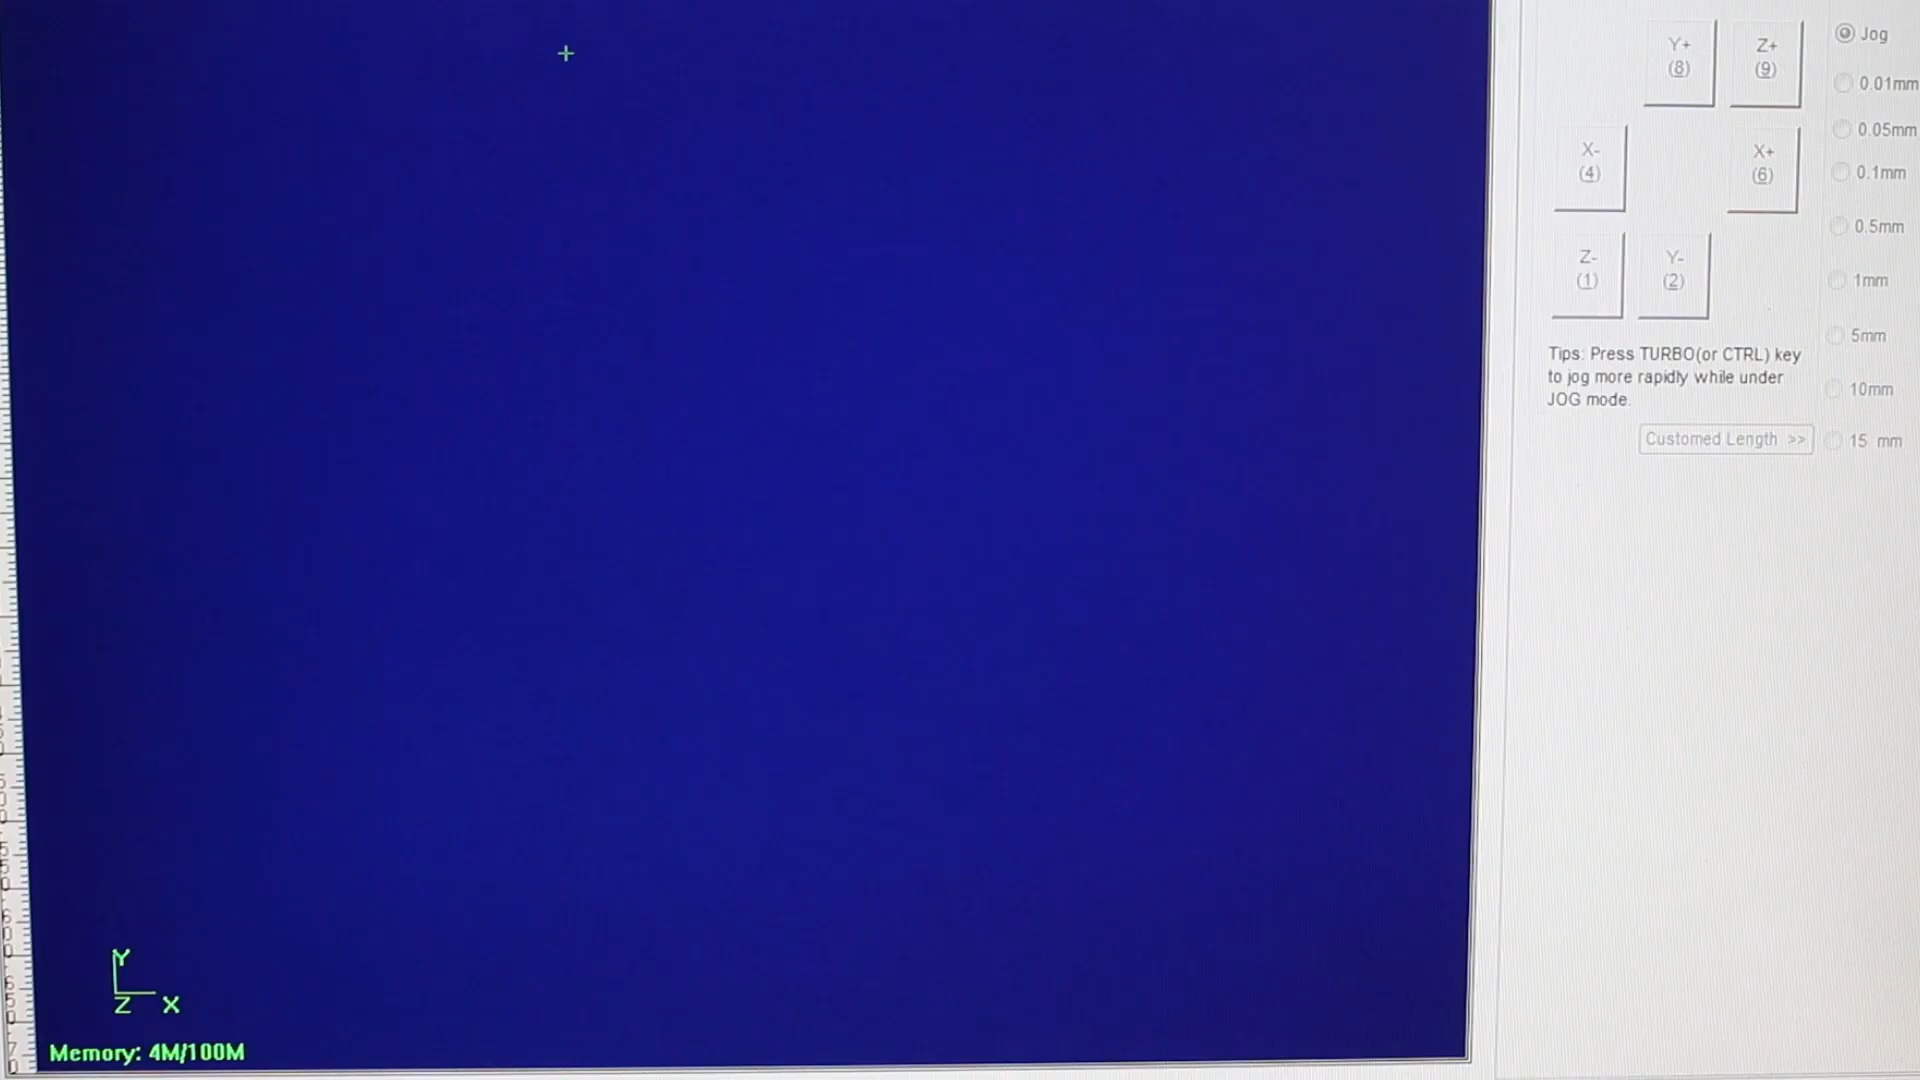 Y+
(8)
Z+
(9)
Jog
0.01mm
0.05mm
X-
(4)
X+
(6)
0.1mm
0.5mm
Z-
(1)
Y-
(2)
1mm
5mm
Tips: Press TURBO(or CTRL) key
to jog more rapidly while under
JOG mode.
10mm
Customed Length >>
15 mm
Y
Z X
Memory: 4M/100M